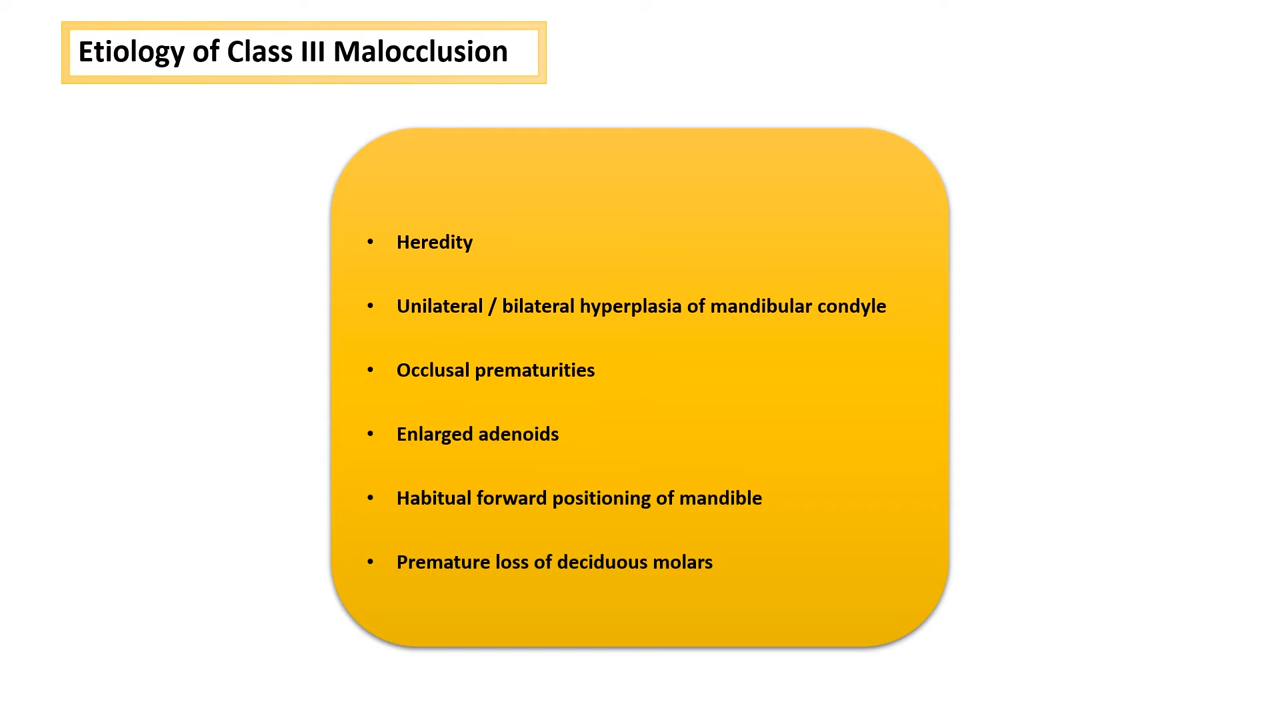 Etiology of Class III Malocclusion
• Heredity
• Unilateral / bilateral hyperplasia of mandibular condyle
• Occlusal prematurities
• Enlarged adenoids
• Habitual forward positioning of mandible
• Premature loss of deciduous molars